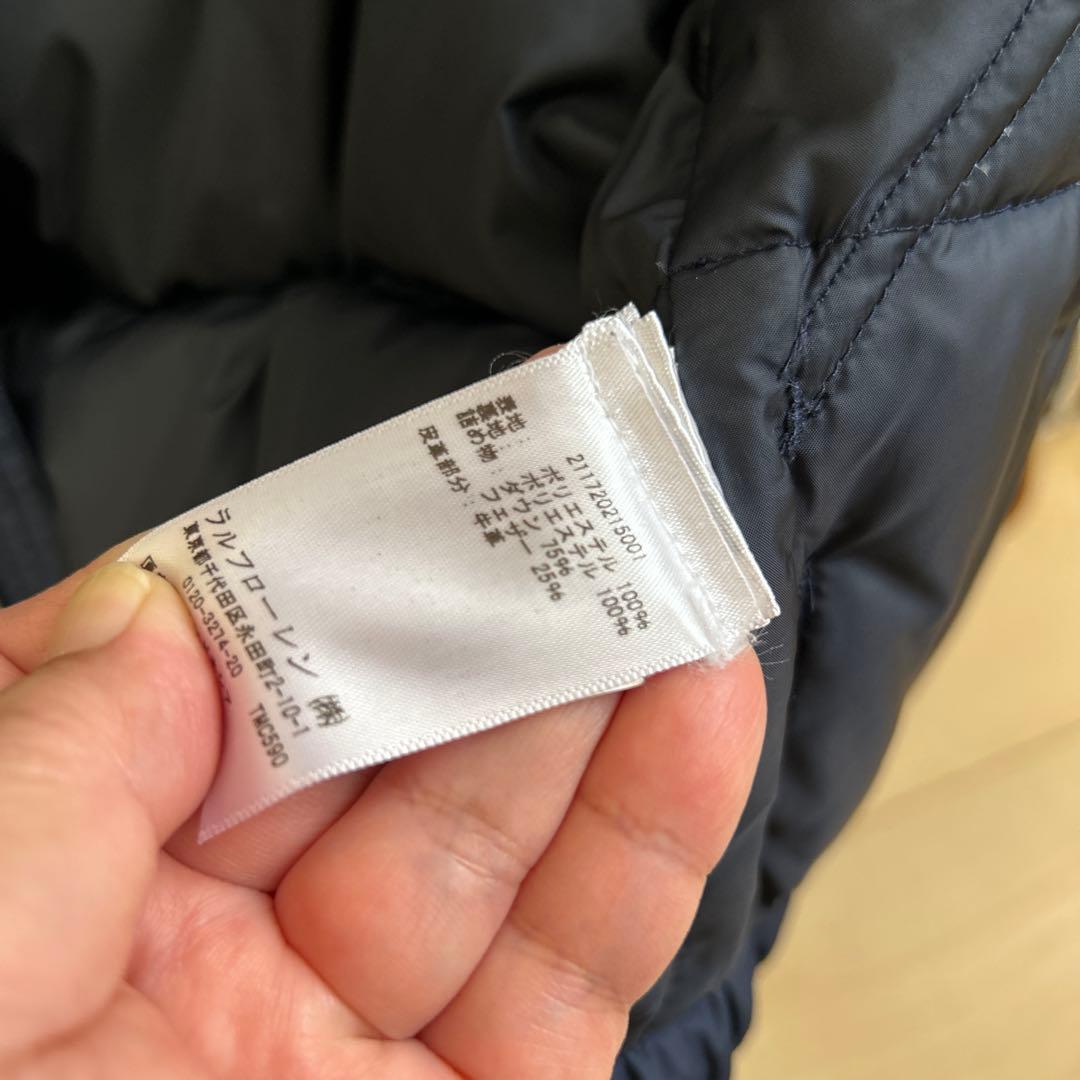 211720215001
表地: ポリエステル 100%
裏地: ポリエステル 100%
詰め物: ダウン 75%
フェザー 25%
皮革部分: 牛革
ラルフローレン ㈱
東京都千代田区永田町2-10-1
0120-3274-20 TMC590